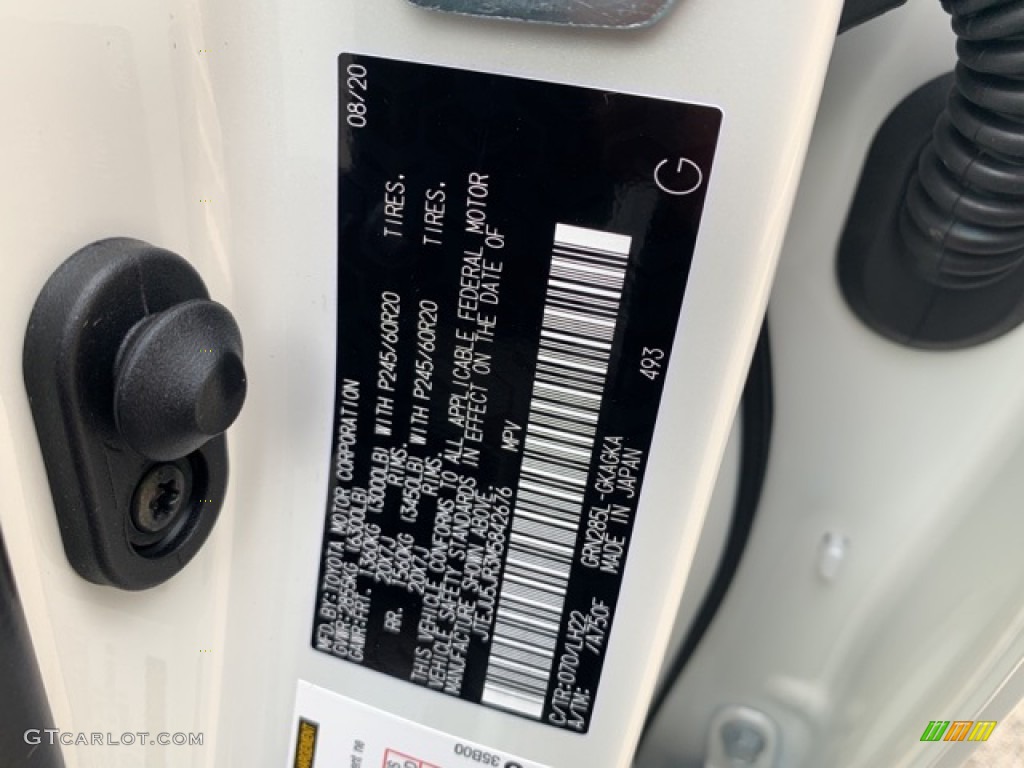 MFD.BY:TOYOTA MOTOR CORPORATION 08/20
GVWR:2855KG (6300LB)
GAWR:FRT. 1360KG (3000LB) WITH P245/60R20 TIRES.
20X7J RIMS.
RR. 1560KG (3450LB) WITH P245/60R20 TIRES.
20X7J RIMS.
THIS VEHICLE CONFORMS TO ALL APPLICABLE FEDERAL MOTOR
VEHICLE SAFETY STANDARDS IN EFFECT ON THE DATE OF
MANUFACTURE SHOWN ABOVE.
JTEJU5JR3M5842676 MPV
C/TR:070/LH22 GRN285L-GKAGKA 493 G
A/TM: /A750F MADE IN JAPAN
35B00
GTCARLOT.COM